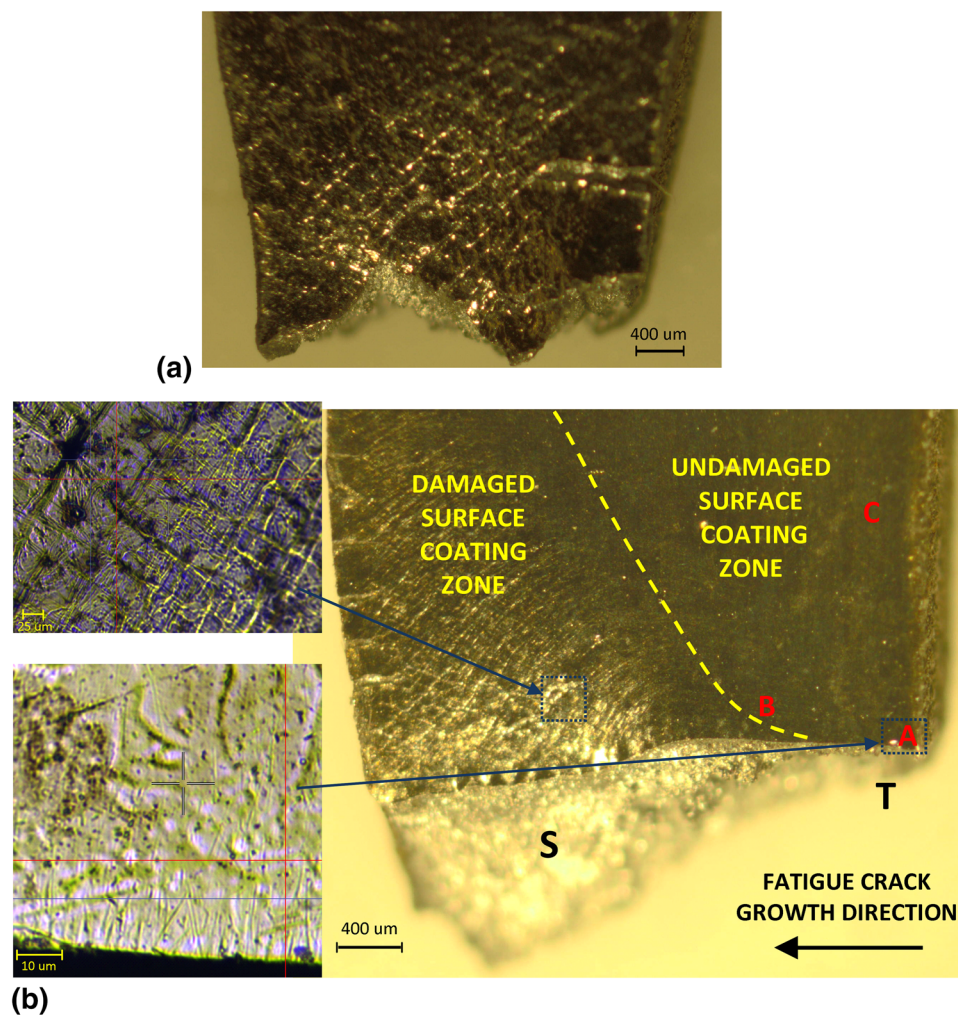 400 um
(a)
DAMAGED
SURFACE
COATING
ZONE
UNDAMAGED
SURFACE
COATING
ZONE
C
25 um
B
A
T
S
FATIGUE CRACK
GROWTH DIRECTION
400 um
10 um
(b)